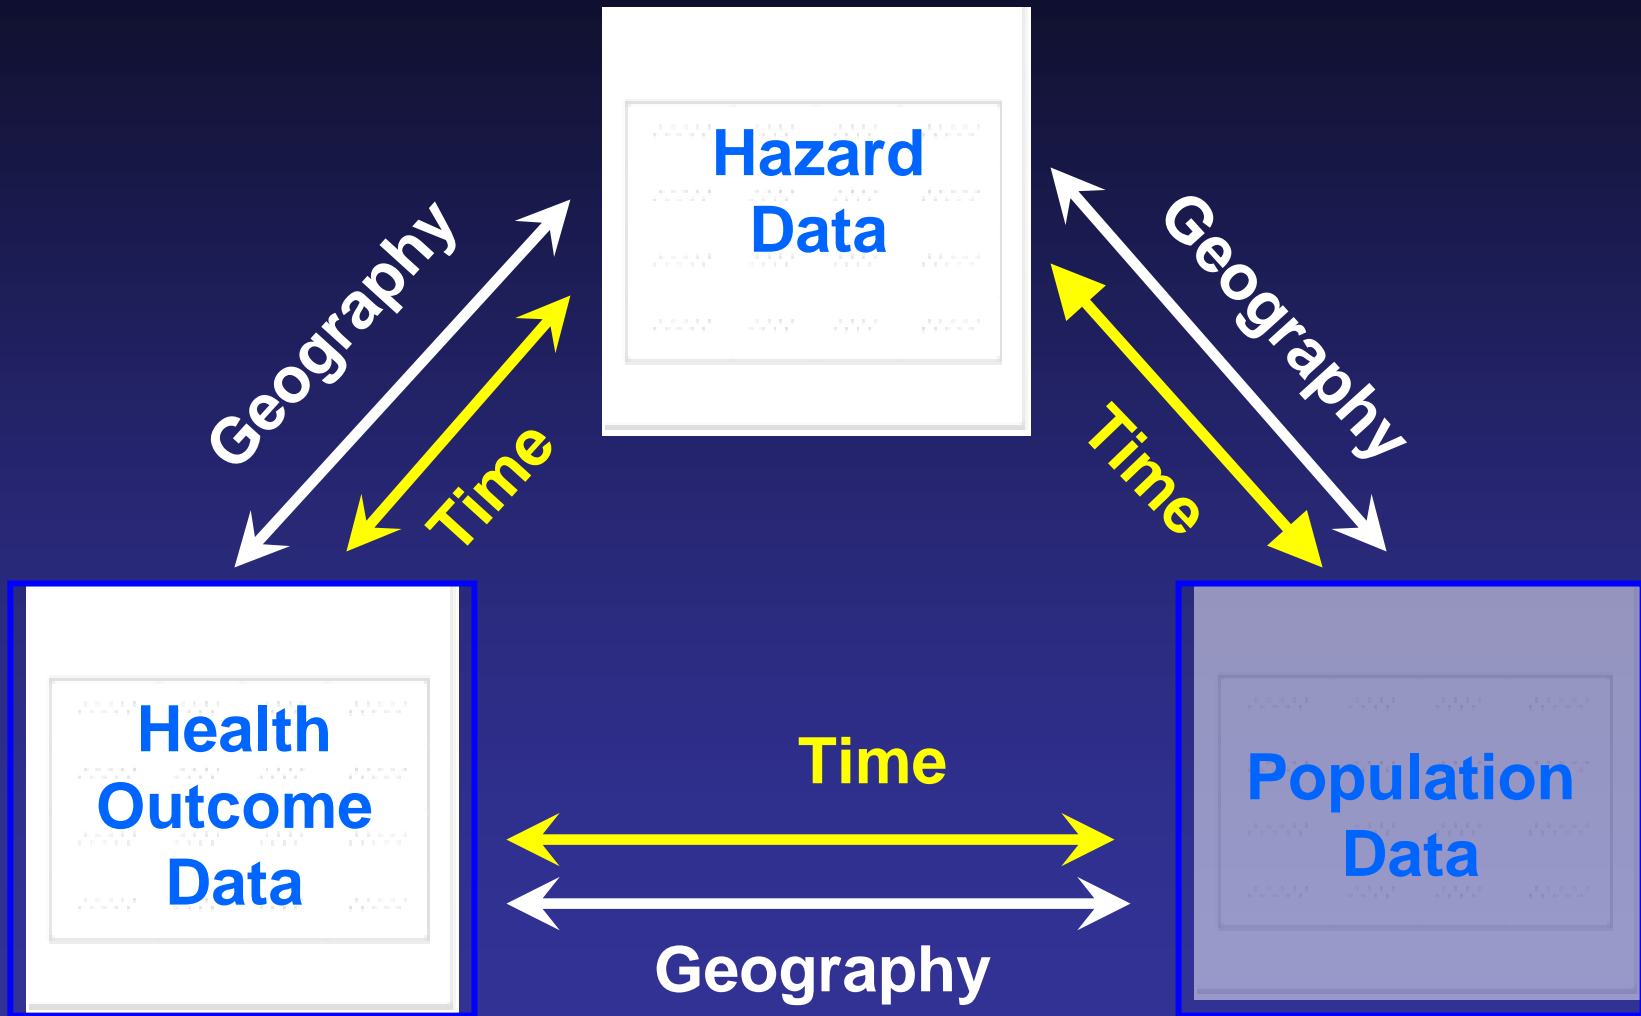 Hazard
Data
Geography
Time
Geography
Time
Health
Outcome
Data
Time
Geography
Population
Data